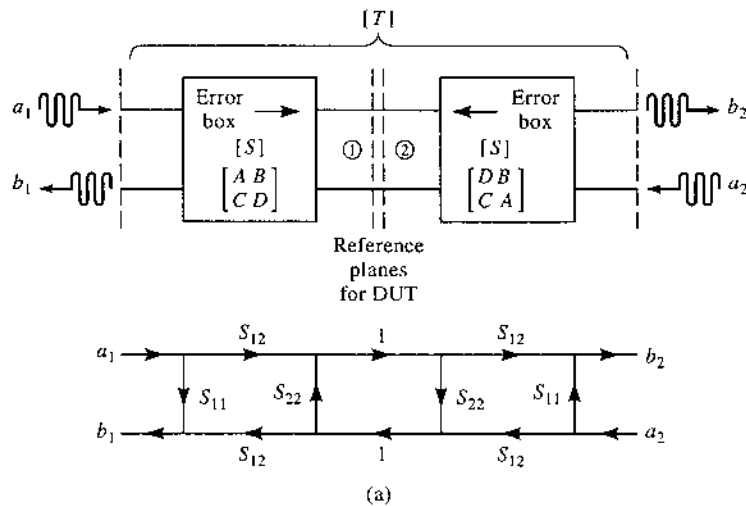 [T]
a₁ Error box Error box b₂
[S] ① ② [S]
b₁ [A B C D] [D B C A] a₂
Reference
planes
for DUT
a₁ S₁₂ 1 S₁₂ b₂
S₁₁ S₂₂ S₂₂ S₁₁
b₁ S₁₂ 1 S₁₂ a₂
(a)